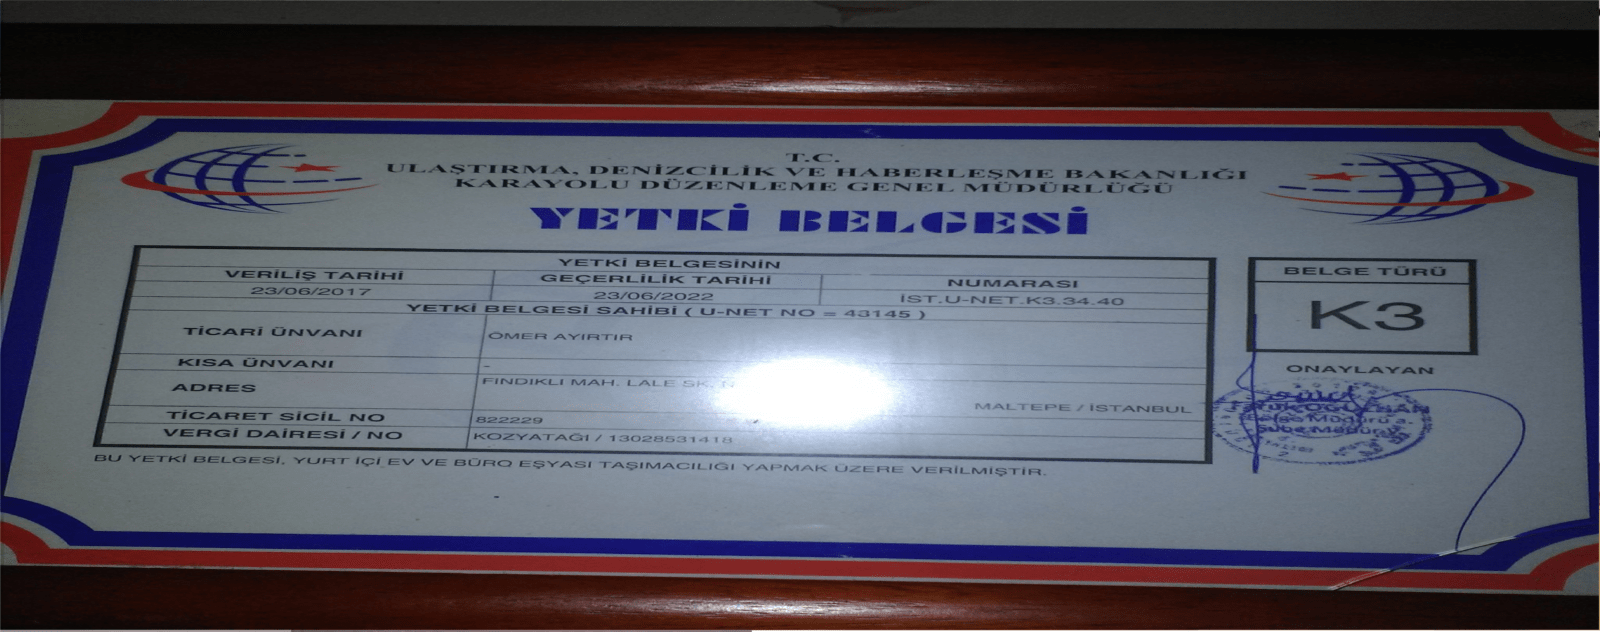 T.C.
ULAŞTIRMA, DENİZCİLİK VE HABERLEŞME BAKANLIĞI
KARAYOLU DÜZENLEME GENEL MÜDÜRLÜĞÜ
YETKİ BELGESİ
YETKİ BELGESİNİN
VERİLİŞ TARİHİ GEÇERLİLİK TARİHİ NUMARASI
23/06/2017 23/06/2022 İST.U-NET.K3.34.40
YETKİ BELGESİ SAHİBİ ( U-NET NO = 43145 )
TİCARİ ÜNVANI ÖMER AYIRTIR
KISA ÜNVANI -
ADRES FINDIKLI MAH. LALE SK.
MALTEPE / İSTANBUL
TİCARET SİCİL NO 822229
VERGİ DAİRESİ / NO KOZYATAĞI / 13028531418
BU YETKİ BELGESİ, YURT İÇİ EV VE BÜRO EŞYASI TAŞIMACILIĞI YAPMAK ÜZERE VERİLMİŞTİR.
BELGE TÜRÜ
K3
ONAYLAYAN
Şube Müdürü